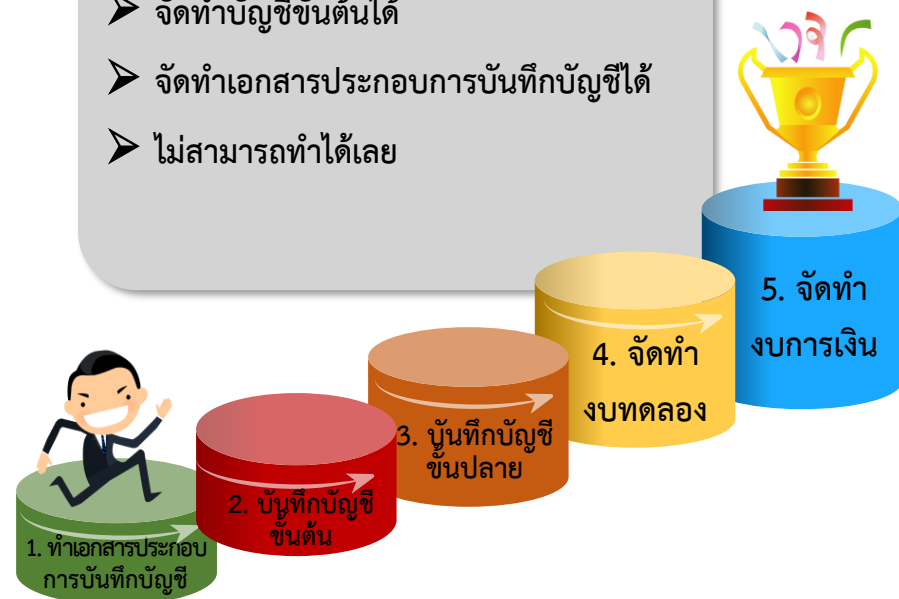 ➢ จัดทำบัญชีขั้นต้นได้
➢ จัดทำเอกสารประกอบการบันทึกบัญชีได้
➢ ไม่สามารถทำได้เลย
5. จัดทำ
งบการเงิน
4. จัดทำ
งบทดลอง
3. บันทึกบัญชี
ขั้นปลาย
2. บันทึกบัญชี
ขั้นต้น
1. ทำเอกสารประกอบ
การบันทึกบัญชี